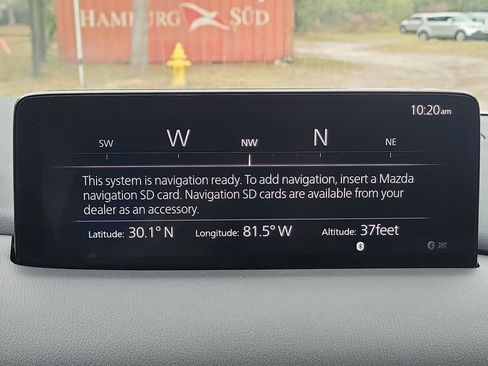 HAMBURG SÜD
10:20am
SW W NW N NE
This system is navigation ready. To add navigation, insert a Mazda
navigation SD card. Navigation SD cards are available from your
dealer as an accessory.
Latitude: 30.1° N Longitude: 81.5° W Altitude: 37feet